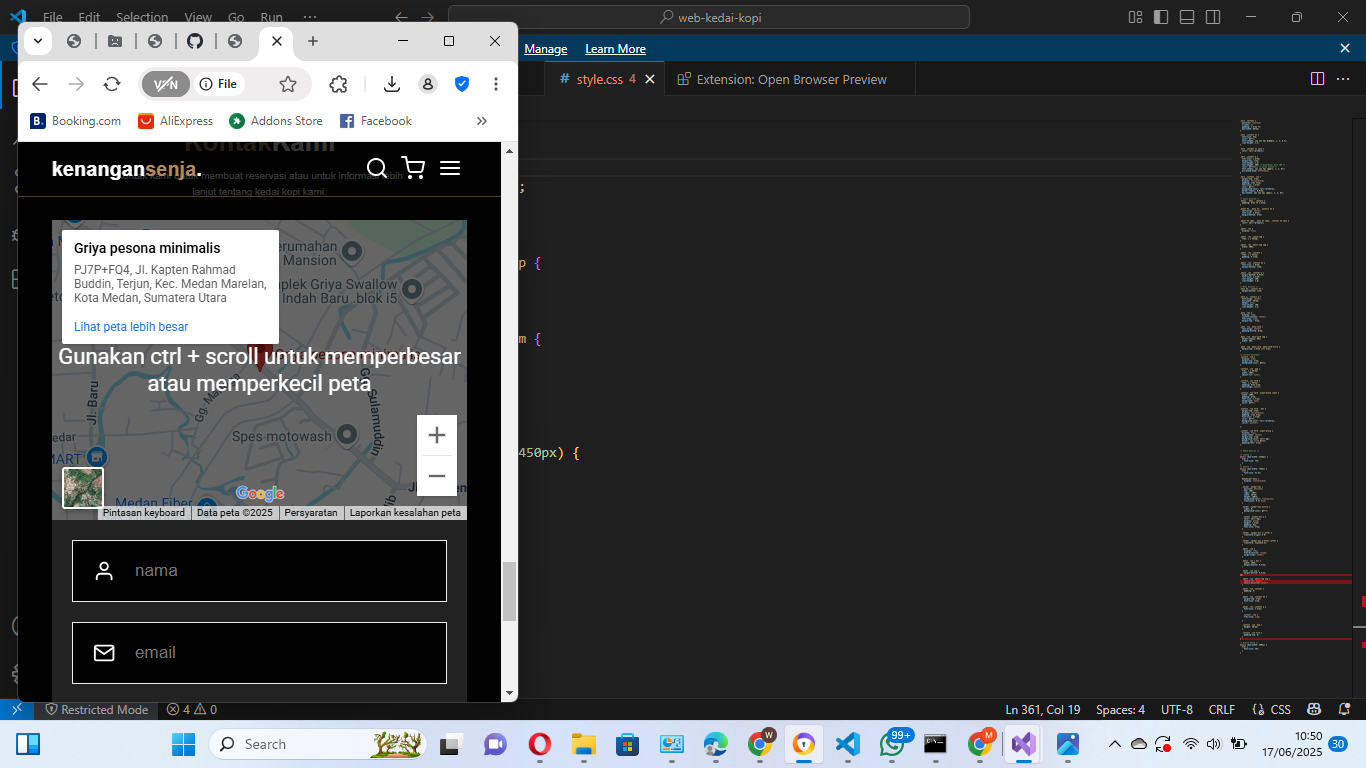 File Edit Selection View Go Run ...
web-kedai-kopi
Manage Learn More
# style.css 4
Extension: Open Browser Preview
VPN
File
Booking.com AliExpress Addons Store Facebook
KontakKami
kenangansenja.
membuat reservasi atau untuk informasi lebih
lanjut tentang kedai kopi kami.
;
p {
m {
450px) {
Griya pesona minimalis
PJ7P+FQ4, Jl. Kapten Rahmad
Buddin, Terjun, Kec. Medan Marelan,
Kota Medan, Sumatera Utara
Lihat peta lebih besar
erumahan
Mansion
plek Griya Swallow
Indah Baru .blok i5
Gunakan ctrl + scroll untuk memperbesar
atau memperkecil peta
Jl. Baru
Gg. Sulamuddin
Spes motowash
edar
MART
Medan Fiber
Google
Pintasan keyboard Data peta ©2025 Persyaratan Laporkan kesalahan peta
nama
email
Restricted Mode 4 0
Ln 361, Col 19 Spaces: 4 UTF-8 CRLF {} CSS
Search
W
99+
M
10:50
17/06/2025
30